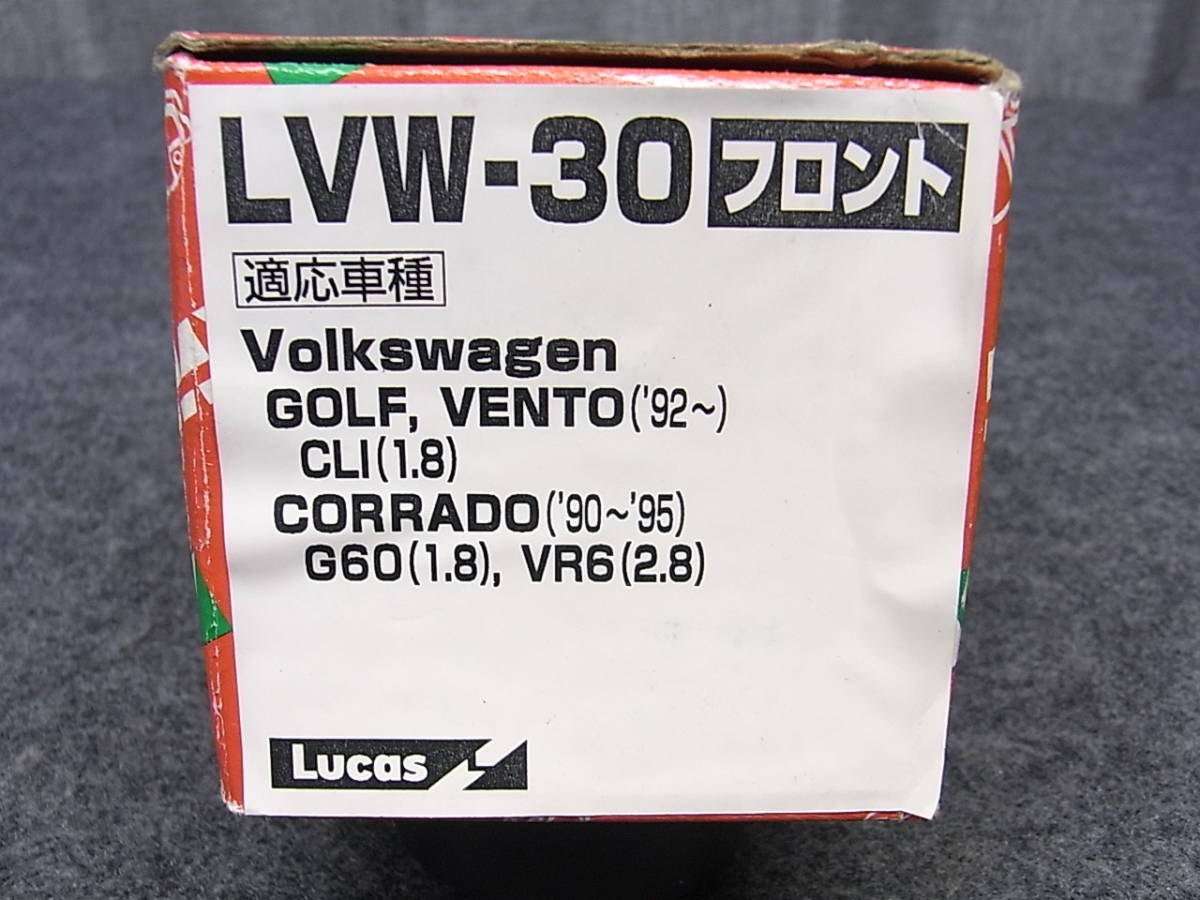 LVW-30 フロント
適応車種
Volkswagen
GOLF, VENTO('92～)
CLI(1.8)
CORRADO('90～'95)
G60(1.8), VR6(2.8)
Lucas